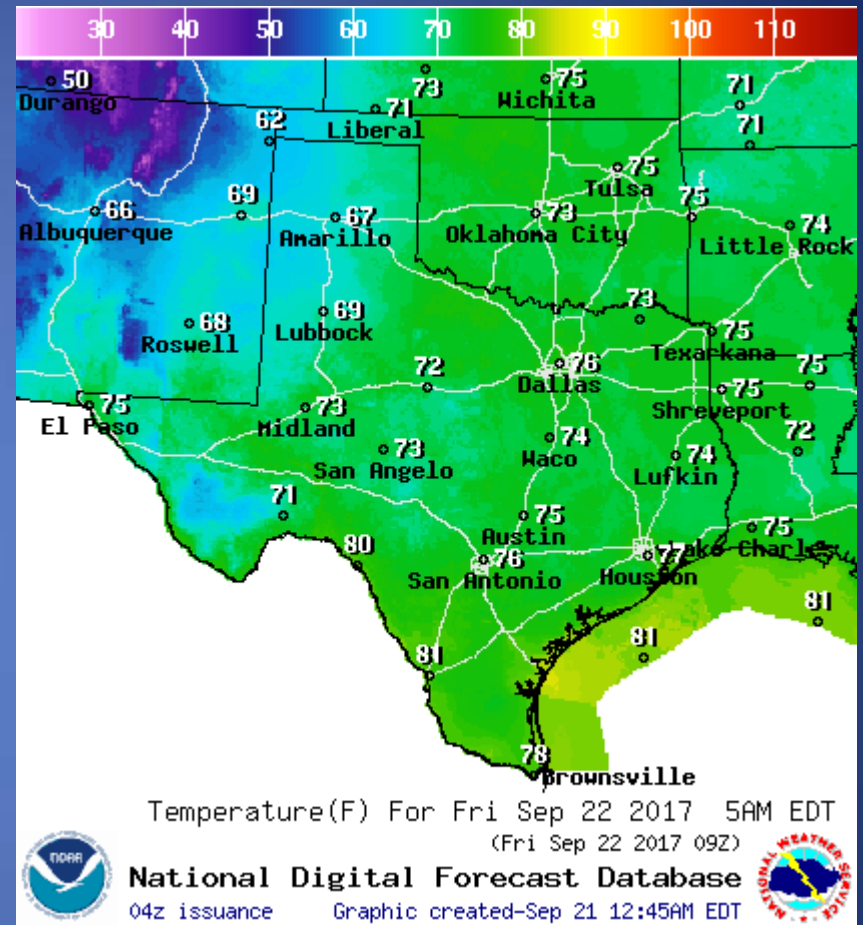 30 40 50 60 70 80 90 100 110
50
Durango
73
75
Wichita
71
71
Liberal
62
71
75
Tulsa
66
Albuquerque
69
67
Amarillo
73
Oklahoma City
75
74
Little Rock
68
Roswell
69
Lubbock
73
75
Texarkana
76
Dallas
72
75
Shreveport
75
75
El Paso
73
Midland
73
San Angelo
74
Waco
74
Lufkin
72
71
75
Austin
75
Lake Charl
80
76
San Antonio
77
Houston
81
81
81
78
Brownsville
Temperature(F) For Fri Sep 22 2017 5AM EDT
(Fri Sep 22 2017 09Z)
NOAA
National Digital Forecast Database
04z issuance Graphic created-Sep 21 12:45AM EDT
NATIONAL WEATHER SERVICE